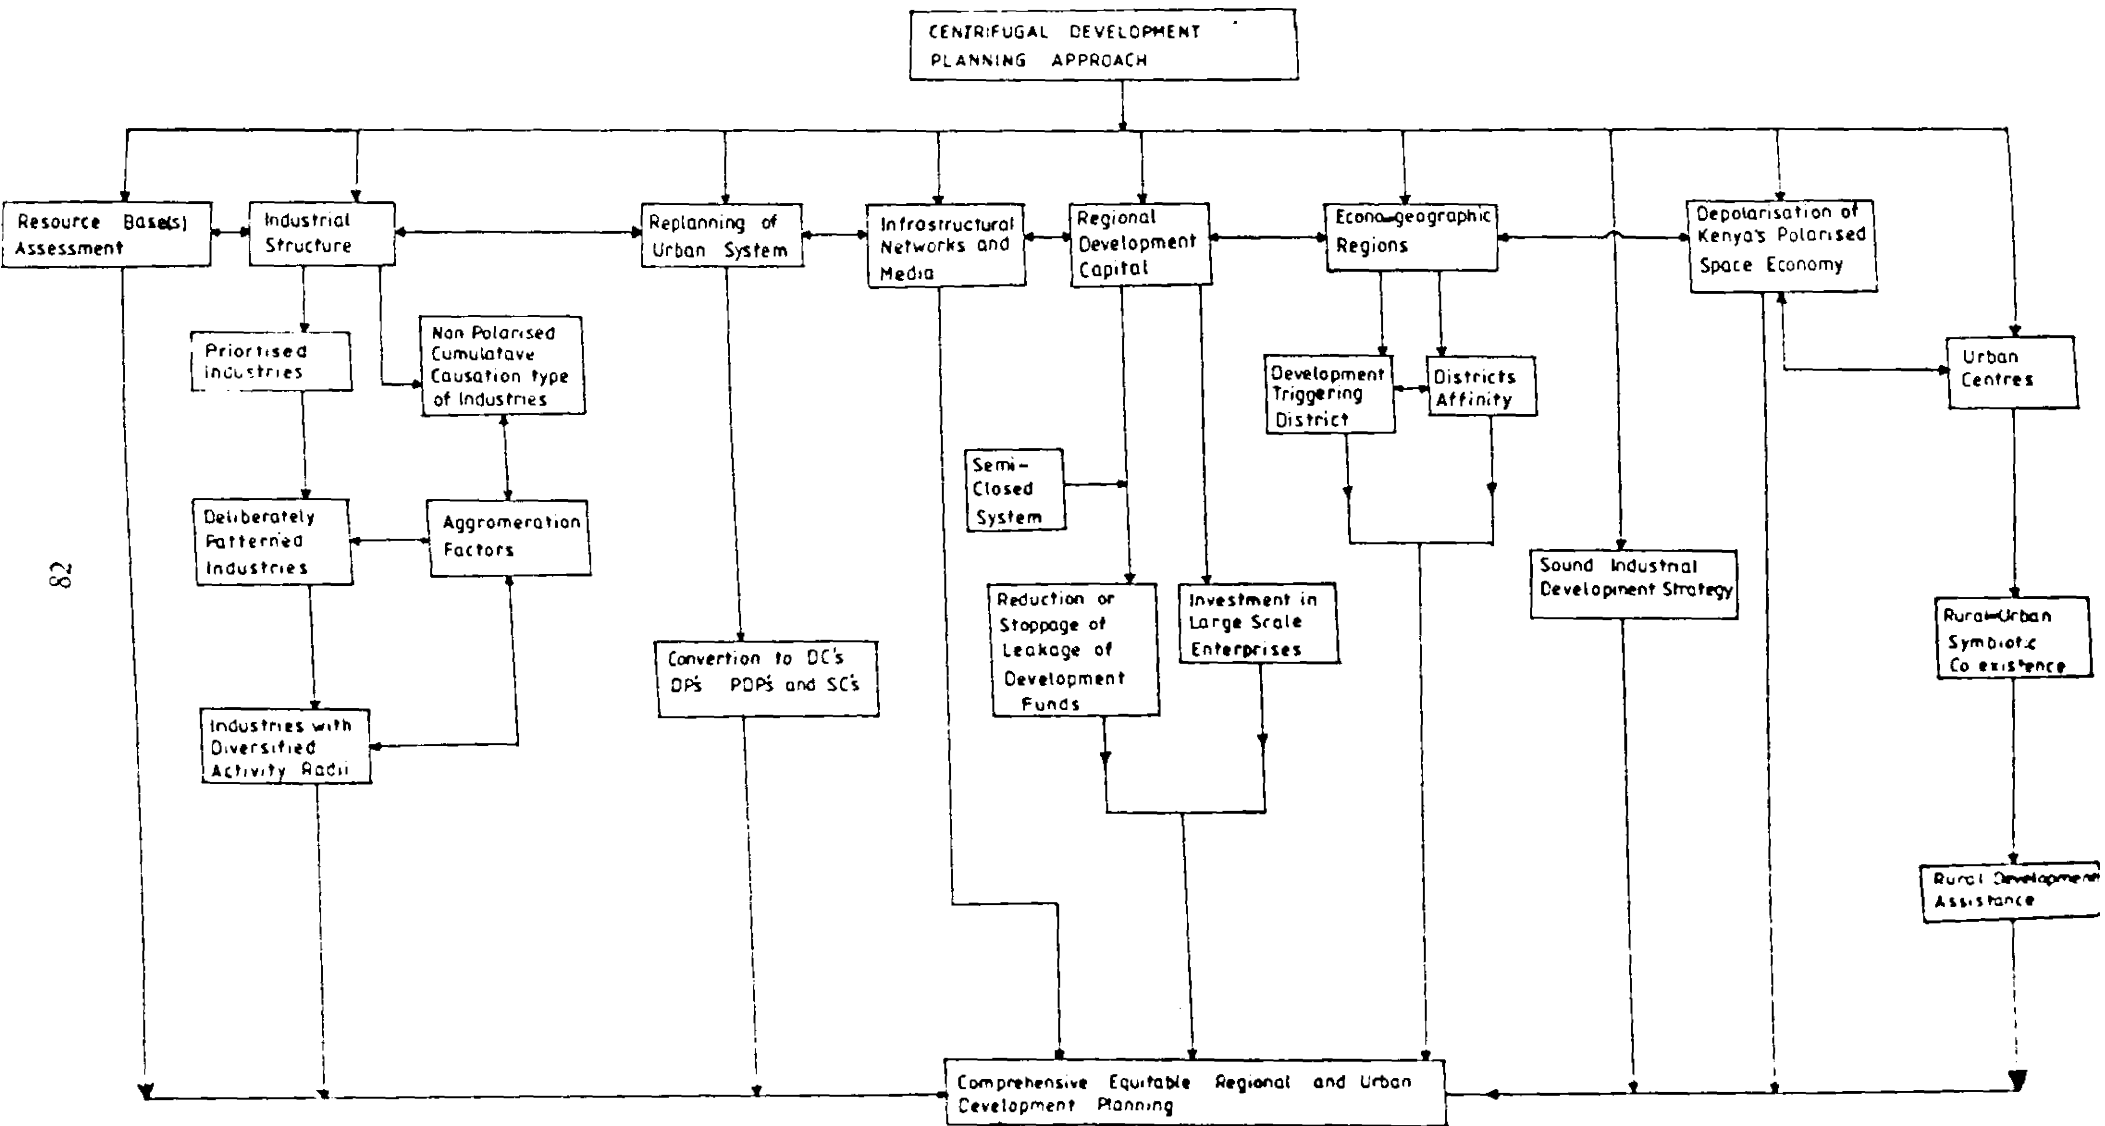 CENTRIFUGAL DEVELOPMENT
PLANNING APPROACH
Resource Base(s)
Assessment
Industrial
Structure
Replanning of
Urban System
Infrastructural
Networks and
Media
Regional
Development
Capital
Econo-geographic
Regions
Depolarisation of
Kenya's Polarised
Space Economy
Priortised
industries
Non Polarised
Cumulatave
Causation type
of Industries
Development
Triggering
District
Districts
Affinity
Urban
Centres
Semi-
Closed
System
Deliberately
Patterned
Industries
Aggromeration
Factors
82
Sound Industrial
Development Strategy
Reduction or
Stoppage of
Leakage of
Development
Funds
Investment in
Large Scale
Enterprises
Rural-Urban
Symbiotic
Co existence
Convertion to DC's
DP's PDP's and SC's
Industries with
Diversified
Activity Radii
Rural Development
Assistance
Comprehensive Equitable Regional and Urban
Development Planning